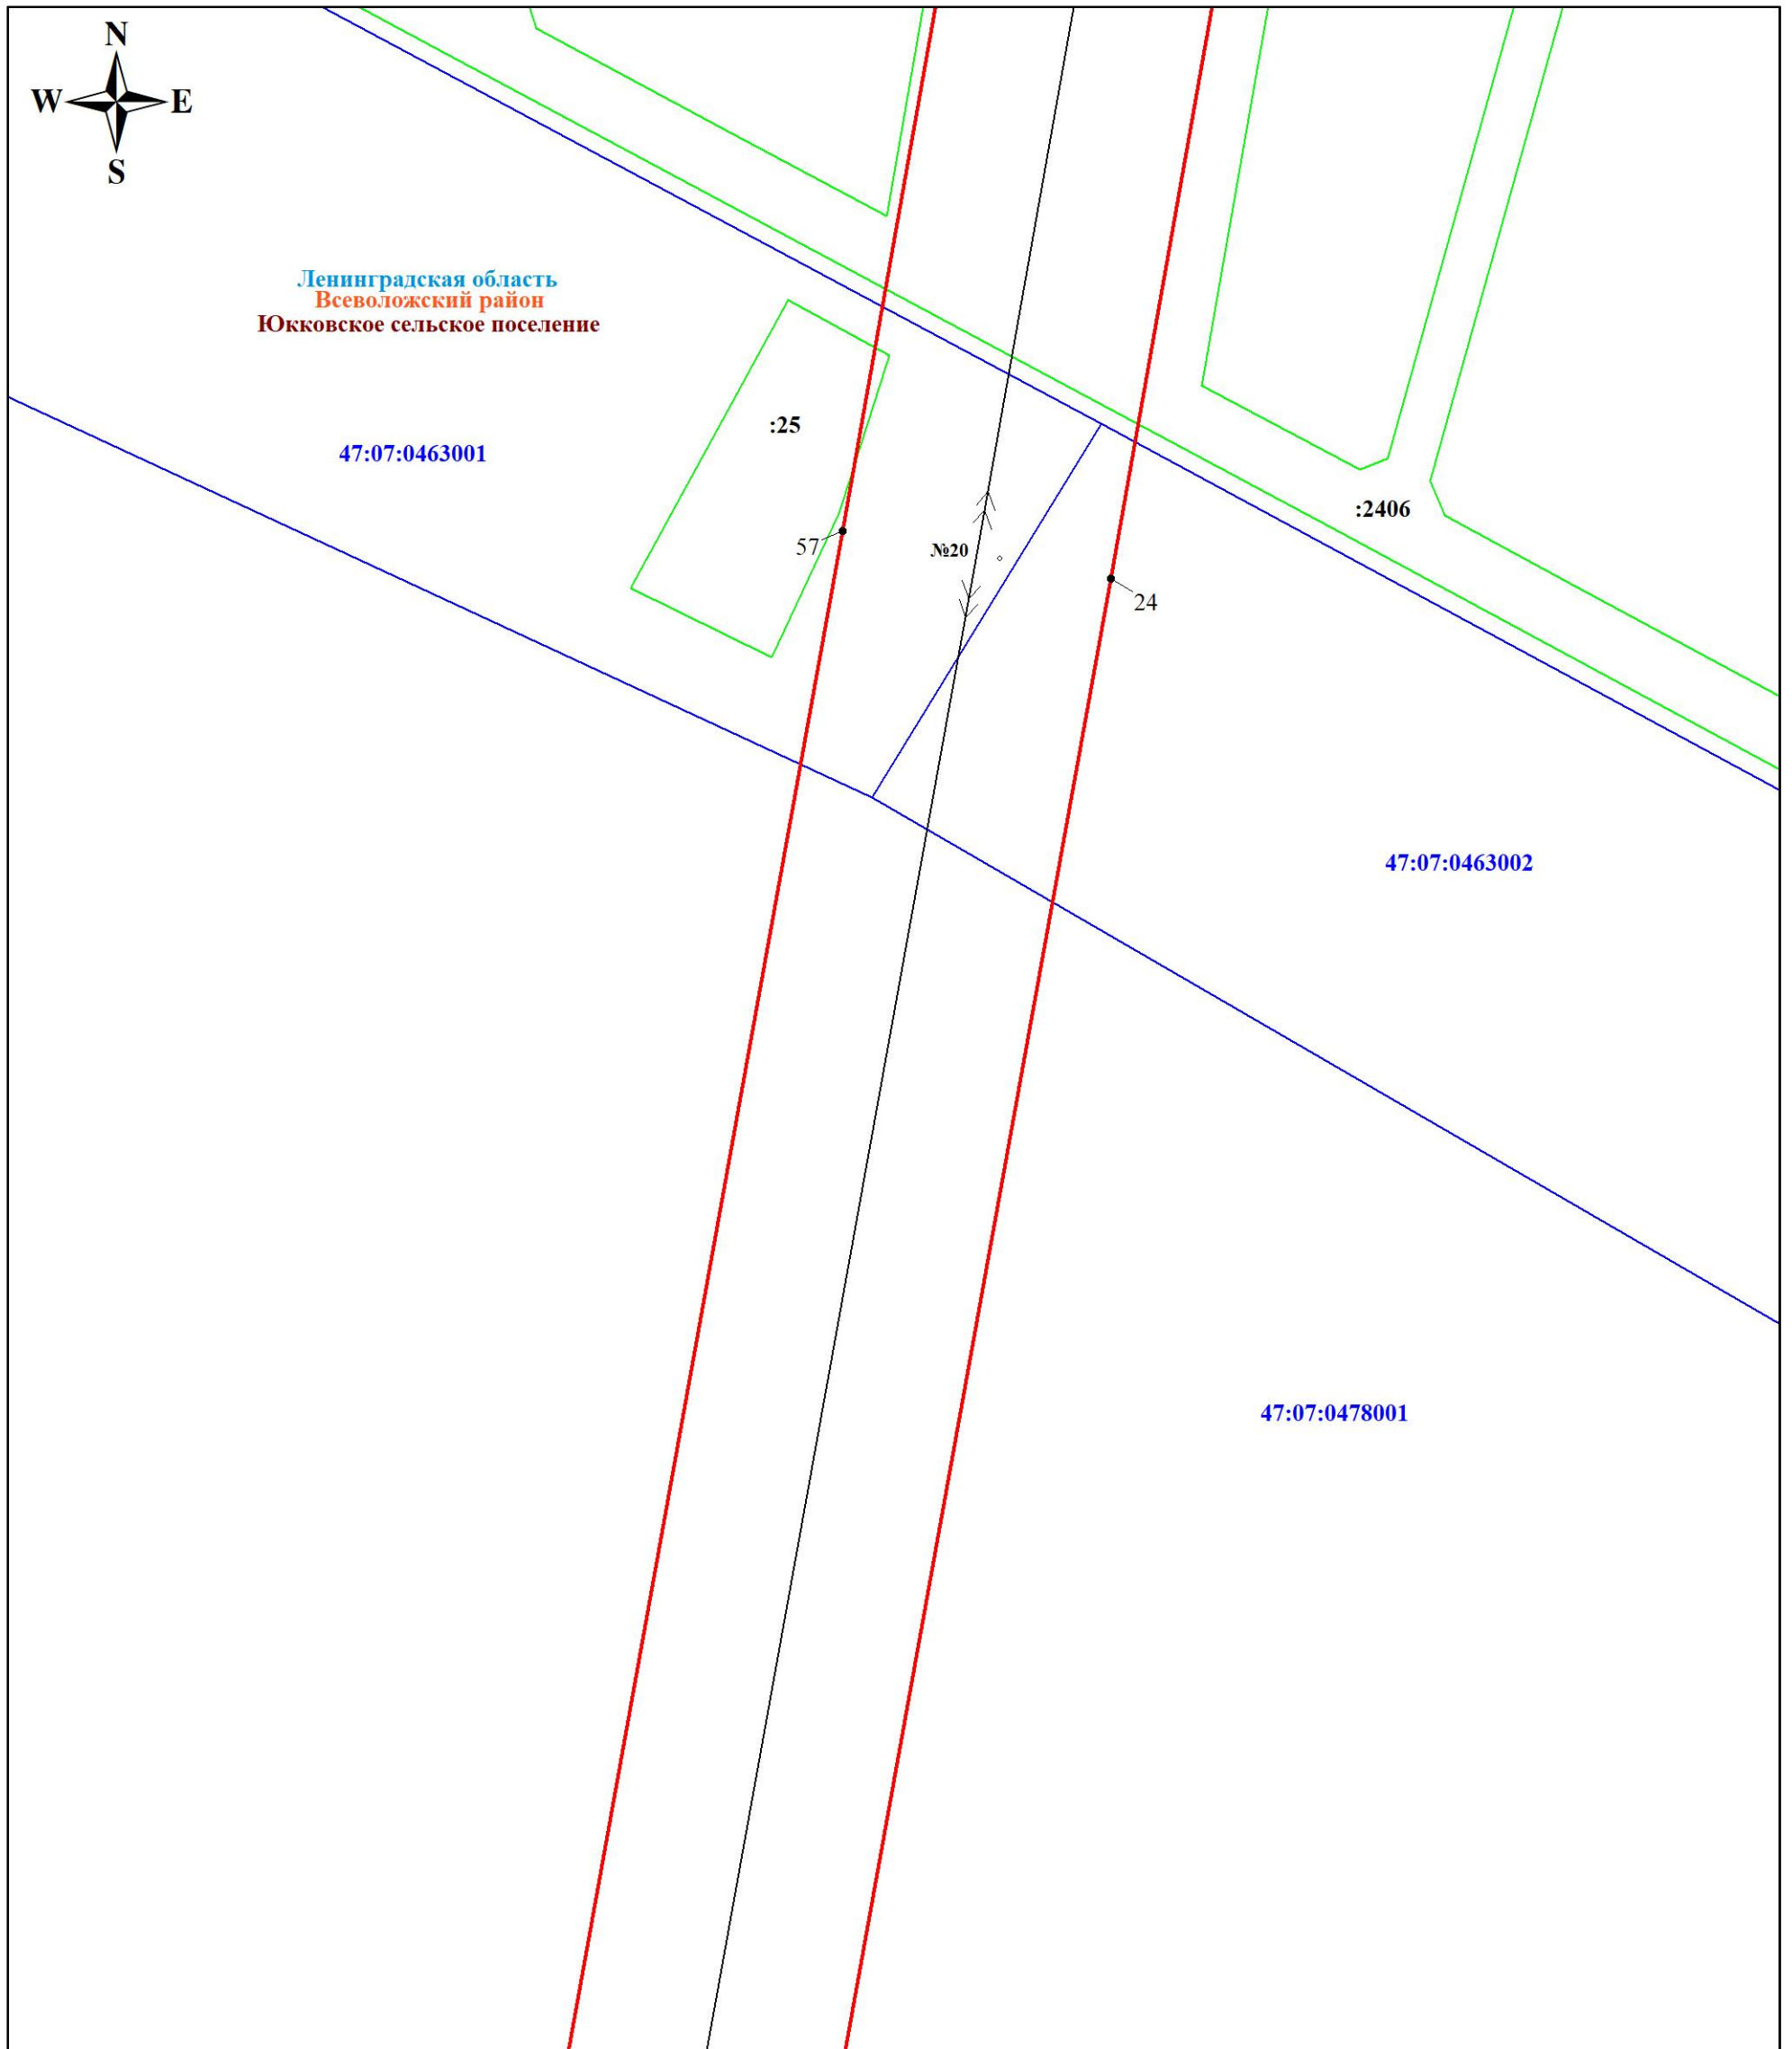 N
W E
S
Ленинградская область
Всеволожский район
Юкковское сельское поселение
:25
47:07:0463001
:2406
57
№20
24
47:07:0463002
47:07:0478001